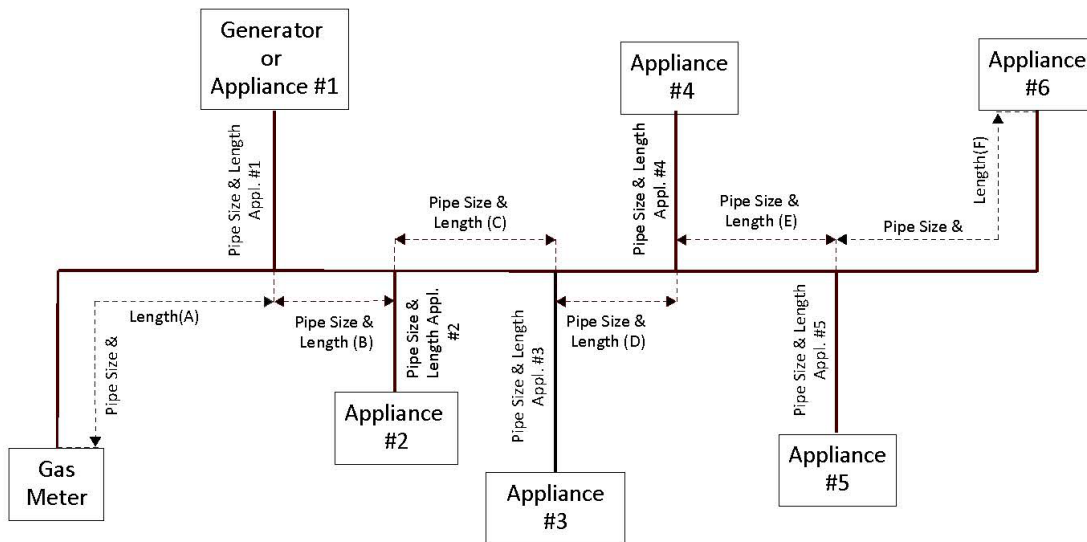 Generator
or
Appliance #1
Appliance
#4
Appliance
#6
Pipe Size & Length
Appl. #1
Pipe Size & Length
Appl. #4
Length(F)
Pipe Size &
Length (C)
Pipe Size &
Length (E)
Pipe Size &
Length(A)
Pipe Size &
Pipe Size &
Length (B)
Pipe Size &
Length Appl.
#2
Pipe Size & Length
Appl. #3
Pipe Size &
Length (D)
Pipe Size & Length
Appl. #5
Gas
Meter
Appliance
#2
Appliance
#3
Appliance
#5